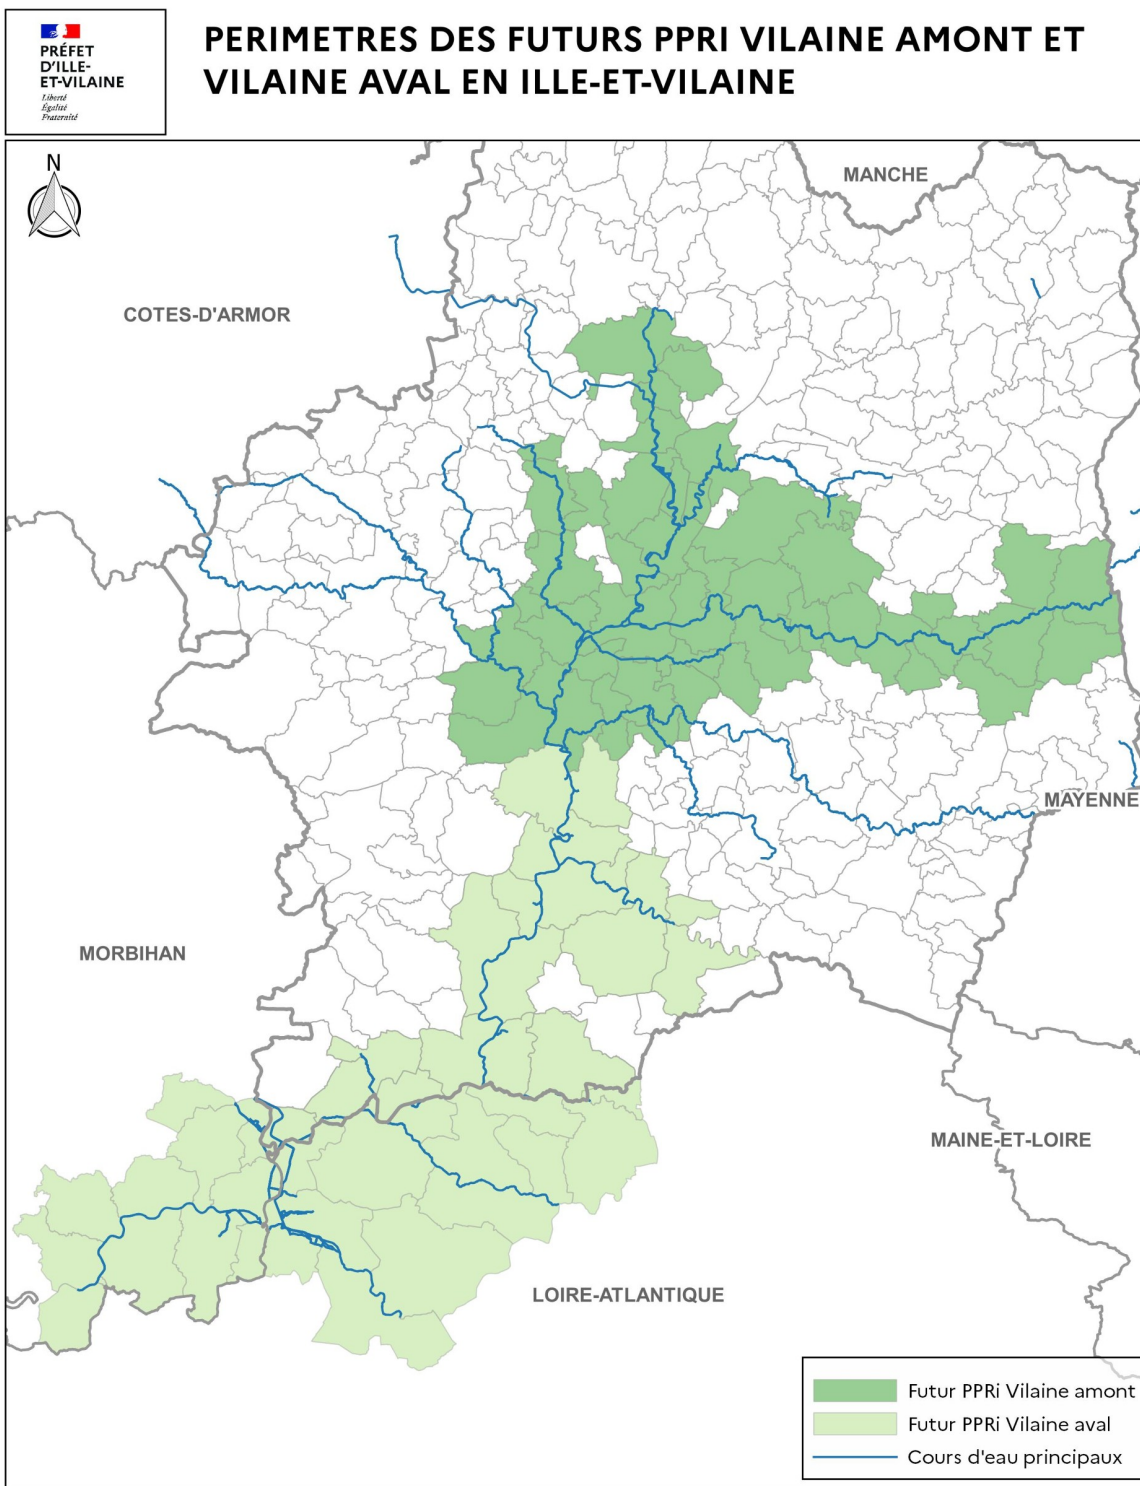 PRÉFET
D'ILLE-
ET-VILAINE
Liberté
Égalité
Fraternité
PERIMETRES DES FUTURS PPRI VILAINE AMONT ET
VILAINE AVAL EN ILLE-ET-VILAINE
N
MANCHE
COTES-D'ARMOR
MAYENNE
MORBIHAN
MAINE-ET-LOIRE
LOIRE-ATLANTIQUE
Futur PPRi Vilaine amont
Futur PPRi Vilaine aval
Cours d'eau principaux